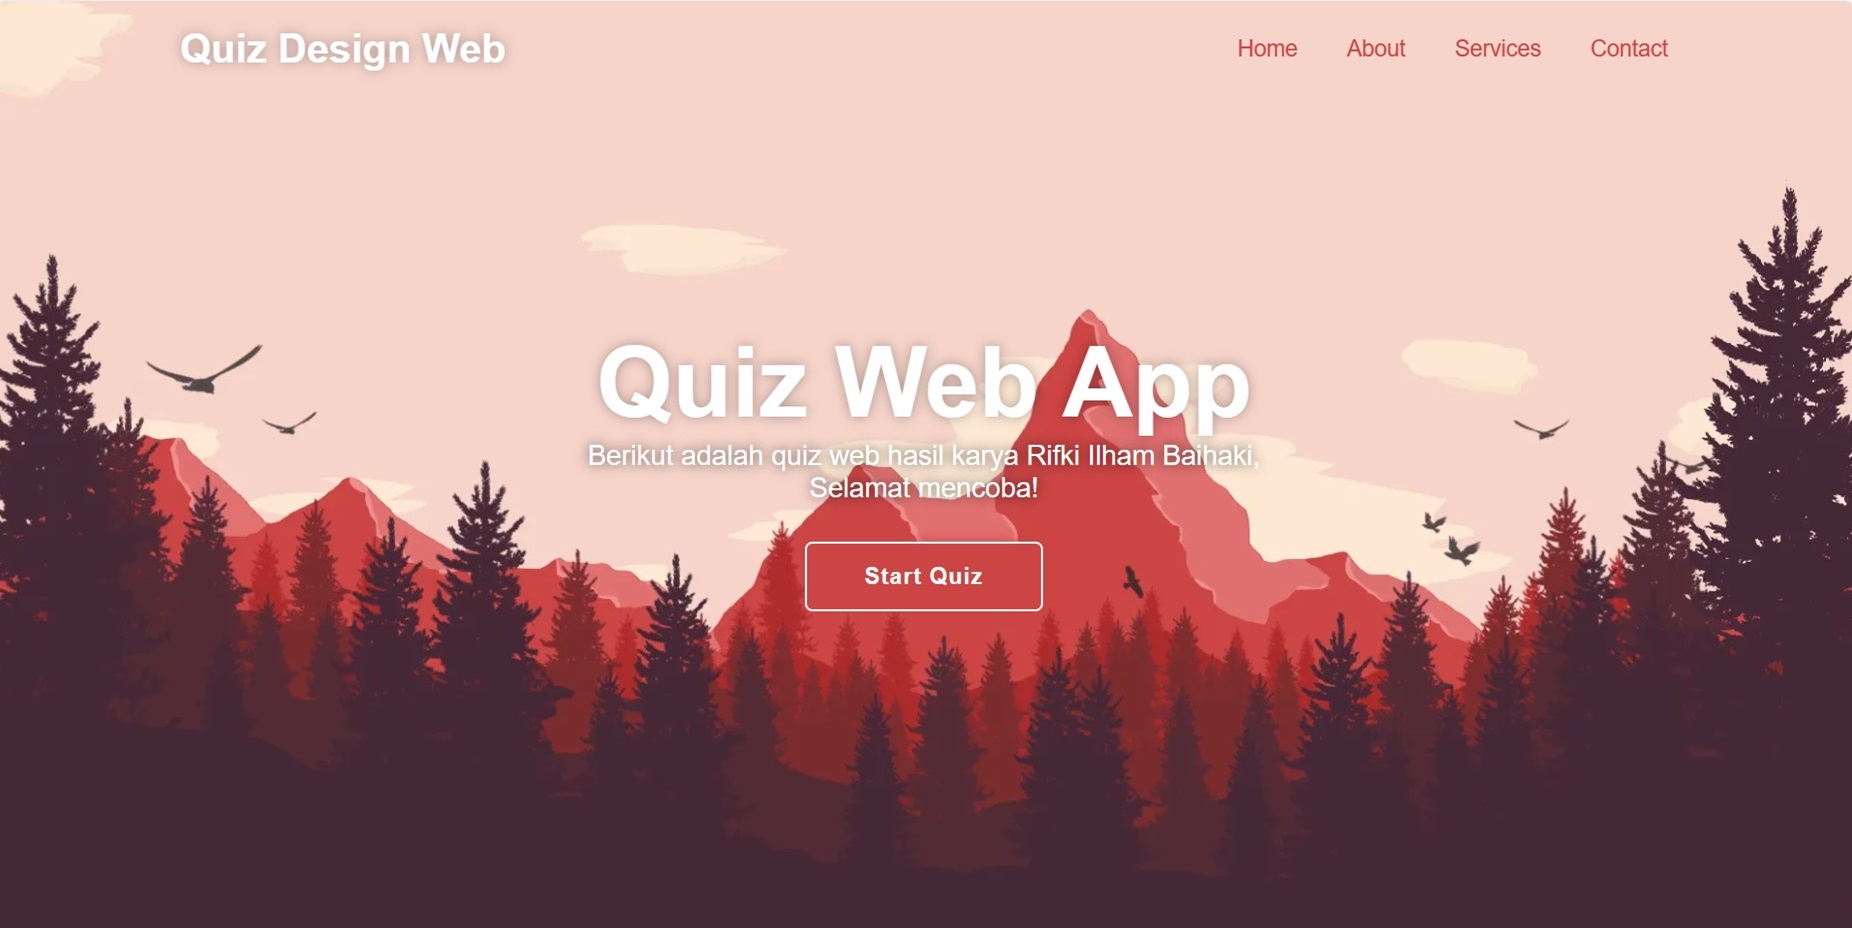 Quiz Design Web
Home About Services Contact
Quiz Web App
Berikut adalah quiz web hasil karya Rifki Ilham Baihaki,
Selamat mencoba!
Start Quiz